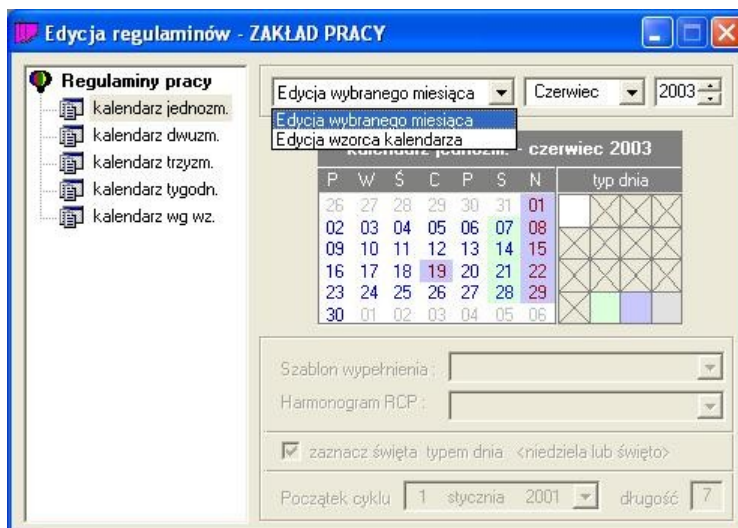 Edycja regulaminów - ZAKŁAD PRACY
Regulaminy pracy
kalendarz jednozm.
kalendarz dwuzm.
kalendarz trzyzm.
kalendarz tygodn.
kalendarz wg wz.
Edycja wybranego miesiąca Czerwiec 2003
Edycja wybranego miesiąca
Edycja wzorca kalendarza
kalendarz jednozm. - czerwiec 2003
P W Ś C P S N typ dnia
26 27 28 29 30 31 01
02 03 04 05 06 07 08
09 10 11 12 13 14 15
16 17 18 19 20 21 22
23 24 25 26 27 28 29
30 01 02 03 04 05 06
Szablon wypełnienia :
Harmonogram RCP :
zaznacz święta typem dnia <niedziela lub święto>
Początek cyklu 1 stycznia 2001 długość 7